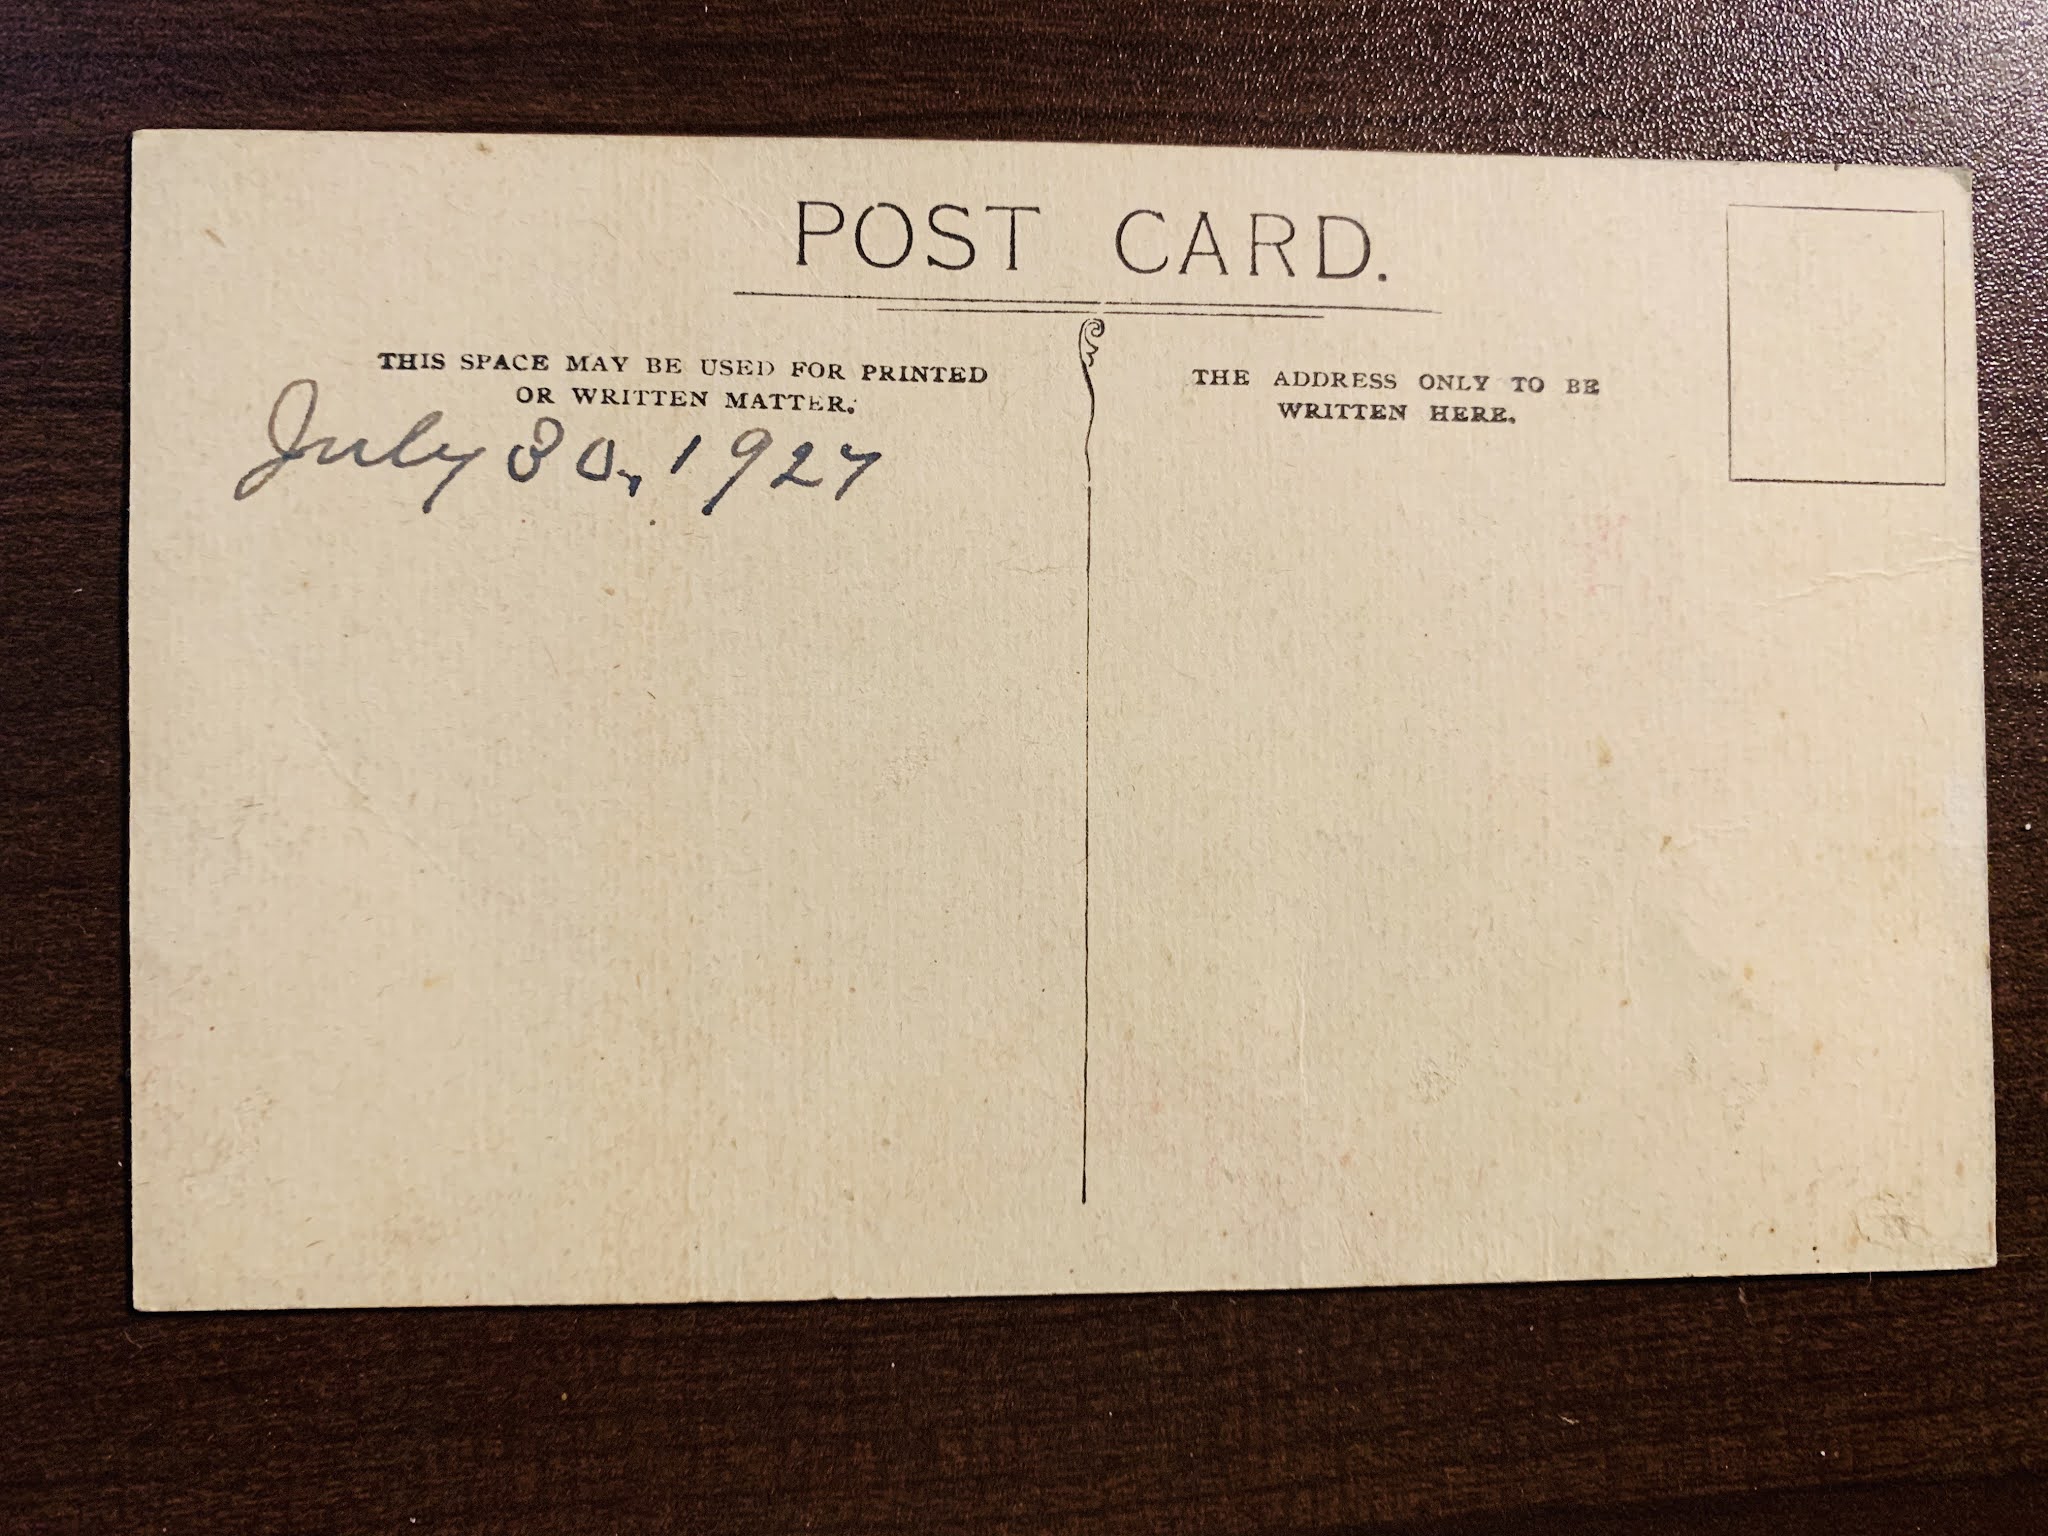 POST CARD.
THIS SPACE MAY BE USED FOR PRINTED
OR WRITTEN MATTER.
July 30, 1927
THE ADDRESS ONLY TO BE
WRITTEN HERE.